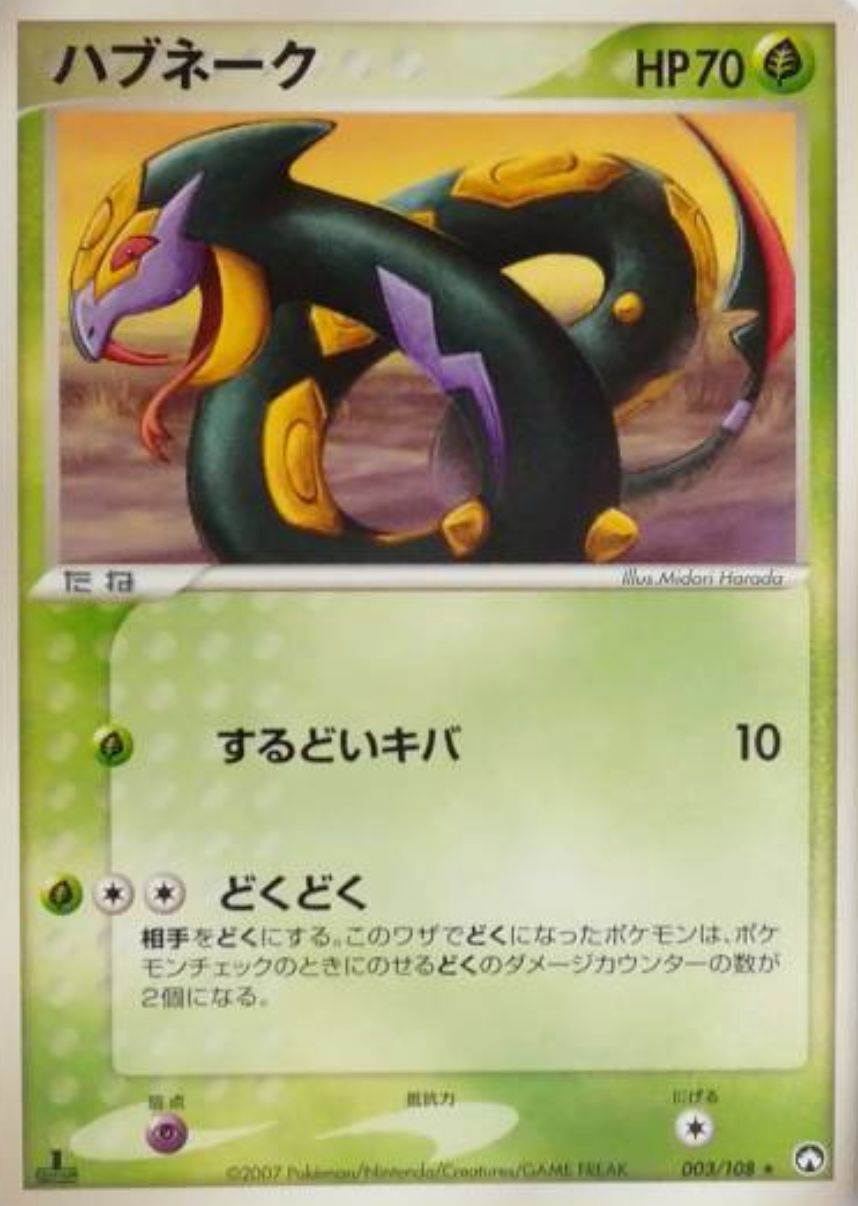 ハブネーク
HP70
たね
illus.Midori Harada
するどいキバ 10
どくどく
相手をどくにする。このワザでどくになったポケモンは、ポケ
モンチェックのときにのせるどくのダメージカウンターの数が
2個になる。
弱点 抵抗力 にげる
1
EDITION
©2007 Pokémon/Nintendo/Creatures/GAME FREAK 003/108 ★